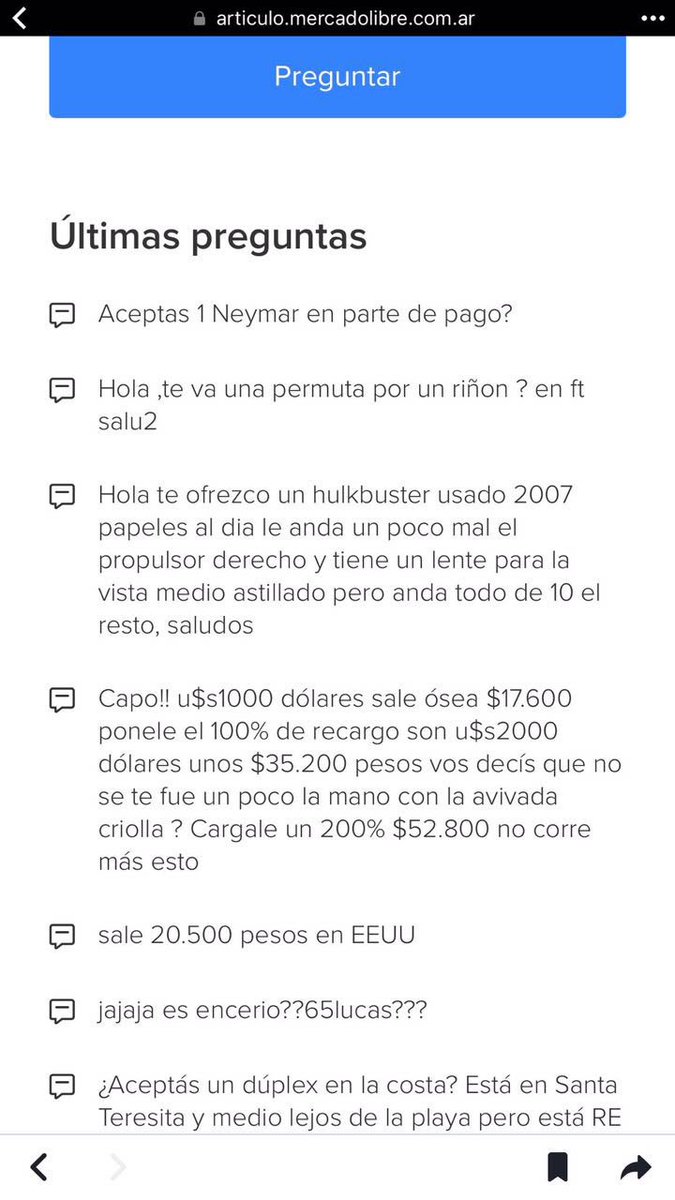 articulo.mercadolibre.com.ar
Preguntar
Últimas preguntas
Aceptas 1 Neymar en parte de pago?
Hola ,te va una permuta por un riñon ? en ft
salu2
Hola te ofrezco un hulkbuster usado 2007
papeles al dia le anda un poco mal el
propulsor derecho y tiene un lente para la
vista medio astillado pero anda todo de 10 el
resto, saludos
Capo!! u$s1000 dólares sale ósea $17.600
ponele el 100% de recargo son u$s2000
dólares unos $35.200 pesos vos decís que no
se te fue un poco la mano con la avivada
criolla ? Cargale un 200% $52.800 no corre
más esto
sale 20.500 pesos en EEUU
jajaja es encerio??65lucas???
¿Aceptás un dúplex en la costa? Está en Santa
Teresita y medio lejos de la playa pero está RE